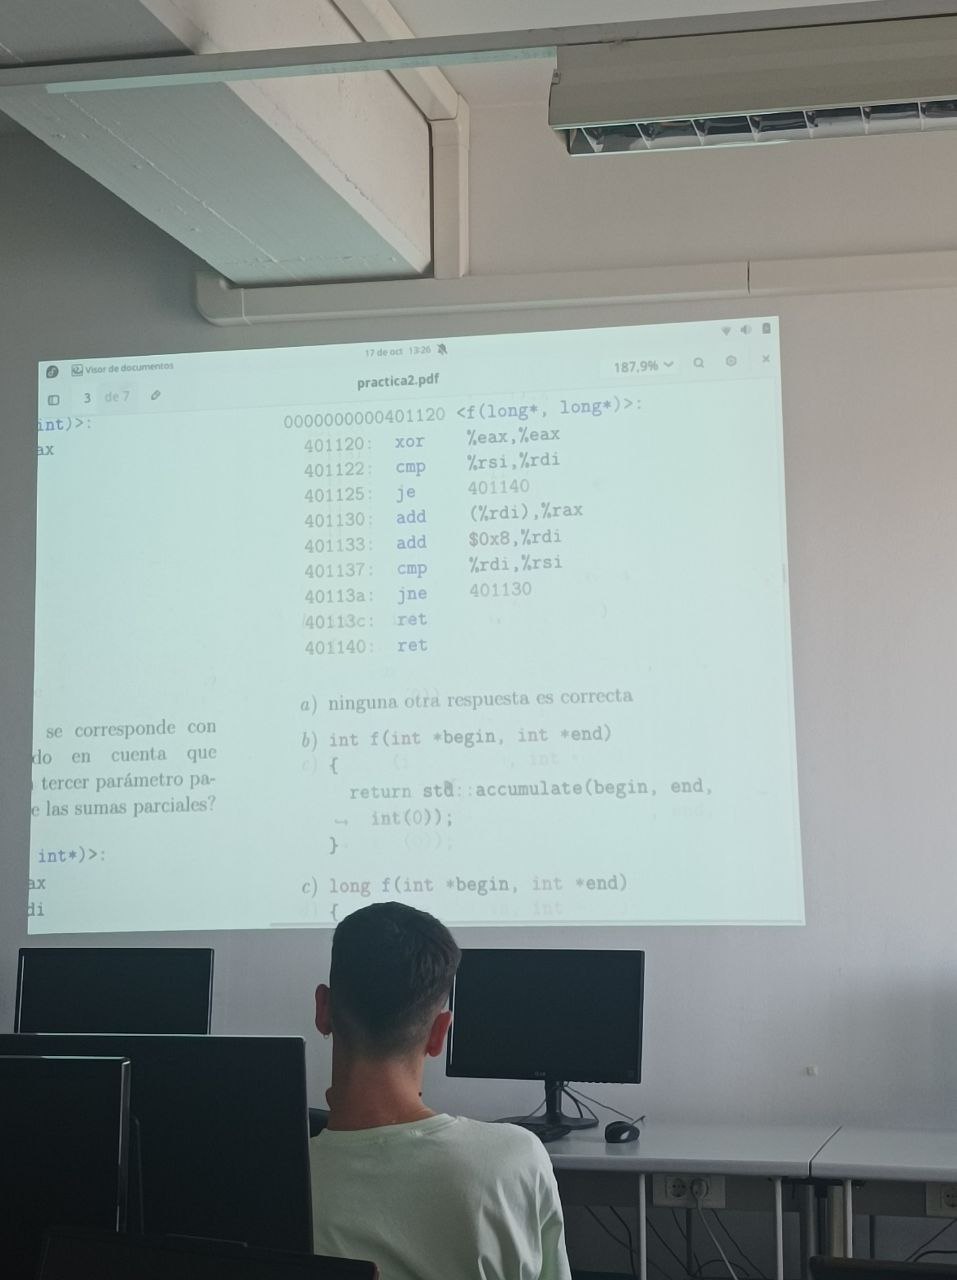 17 de oct 13:26
Visor de documentos
practica2.pdf
187,9%
3 de 7
int)>:
ax
se corresponde con
do en cuenta que
tercer parámetro pa-
e las sumas parciales?
int*)>:
ax
di
0000000000401120 <f(long*, long*)>:
401120: xor %eax,%eax
401122: cmp %rsi,%rdi
401125: je 401140
401130: add (%rdi),%rax
401133: add $0x8,%rdi
401137: cmp %rdi,%rsi
40113a: jne 401130
40113c: ret
401140: ret
a) ninguna otra respuesta es correcta
b) int f(int *begin, int *end)
{
return std::accumulate(begin, end,
↪ int(0));
}
c) long f(int *begin, int *end)
{